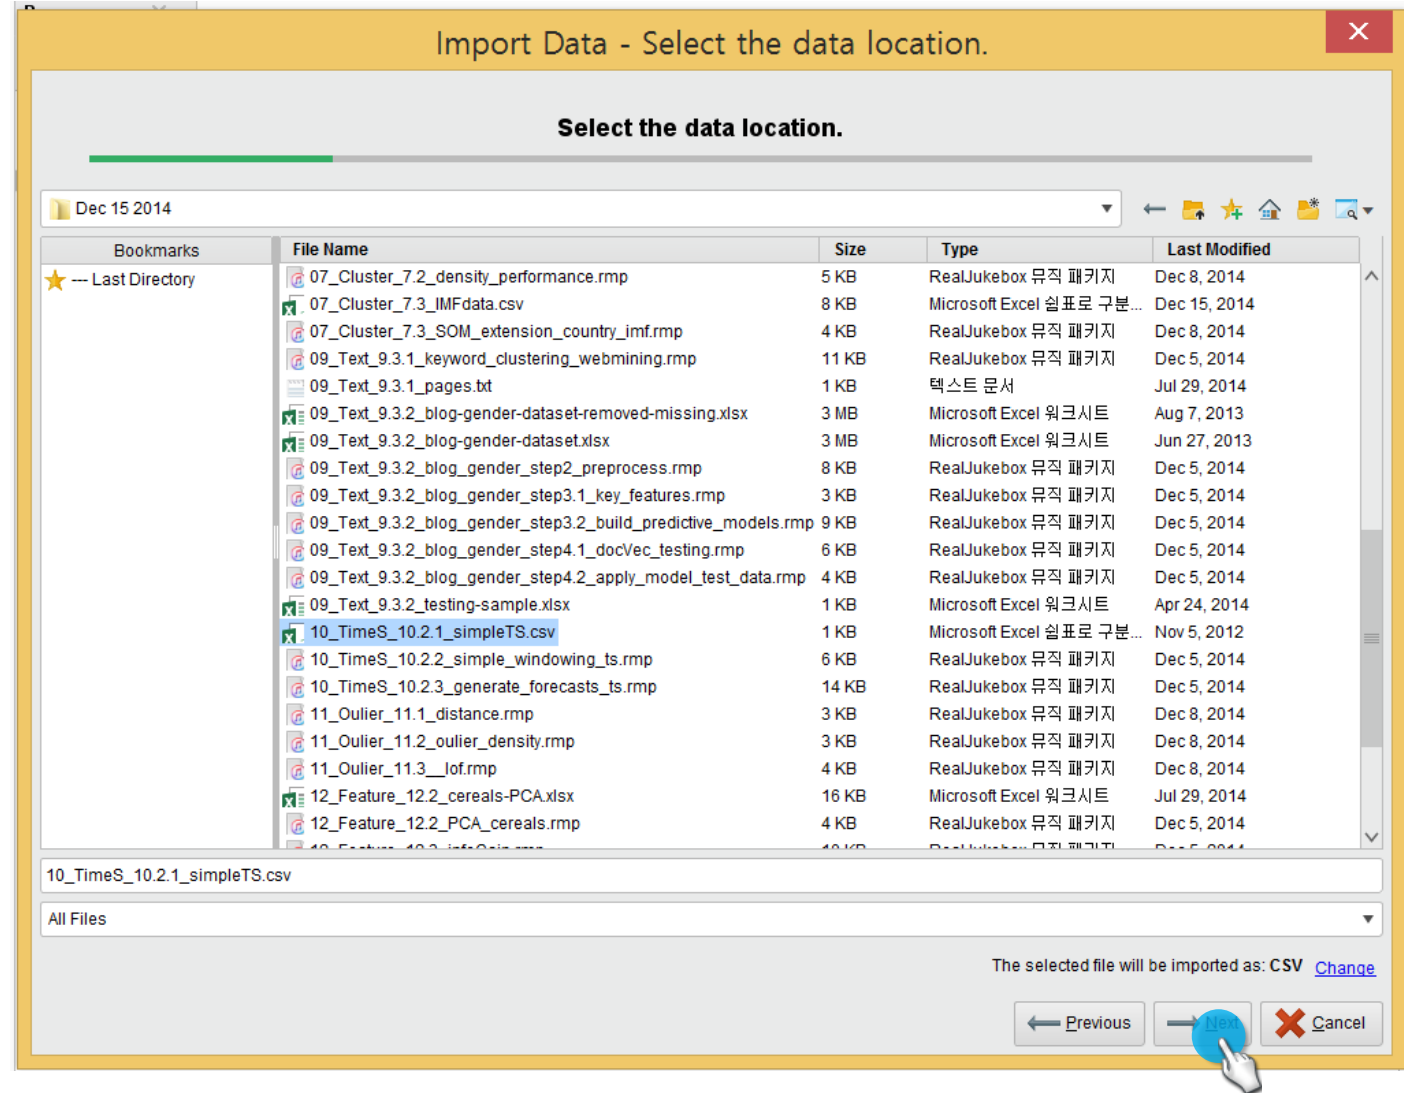 Import Data - Select the data location.
Select the data location.
Dec 15 2014
Bookmarks File Name Size Type Last Modified
--- Last Directory
07_Cluster_7.2_density_performance.rmp 5 KB RealJukebox 뮤직 패키지 Dec 8, 2014
07_Cluster_7.3_IMFdata.csv 8 KB Microsoft Excel 쉼표로 구분... Dec 15, 2014
07_Cluster_7.3_SOM_extension_country_imf.rmp 4 KB RealJukebox 뮤직 패키지 Dec 8, 2014
09_Text_9.3.1_keyword_clustering_webmining.rmp 11 KB RealJukebox 뮤직 패키지 Dec 5, 2014
09_Text_9.3.1_pages.txt 1 KB 텍스트 문서 Jul 29, 2014
09_Text_9.3.2_blog-gender-dataset-removed-missing.xlsx 3 MB Microsoft Excel 워크시트 Aug 7, 2013
09_Text_9.3.2_blog-gender-dataset.xlsx 3 MB Microsoft Excel 워크시트 Jun 27, 2013
09_Text_9.3.2_blog_gender_step2_preprocess.rmp 8 KB RealJukebox 뮤직 패키지 Dec 5, 2014
09_Text_9.3.2_blog_gender_step3.1_key_features.rmp 3 KB RealJukebox 뮤직 패키지 Dec 5, 2014
09_Text_9.3.2_blog_gender_step3.2_build_predictive_models.rmp 9 KB RealJukebox 뮤직 패키지 Dec 5, 2014
09_Text_9.3.2_blog_gender_step4.1_docVec_testing.rmp 6 KB RealJukebox 뮤직 패키지 Dec 5, 2014
09_Text_9.3.2_blog_gender_step4.2_apply_model_test_data.rmp 4 KB RealJukebox 뮤직 패키지 Dec 5, 2014
09_Text_9.3.2_testing-sample.xlsx 1 KB Microsoft Excel 워크시트 Apr 24, 2014
10_TimeS_10.2.1_simpleTS.csv 1 KB Microsoft Excel 쉼표로 구분... Nov 5, 2012
10_TimeS_10.2.2_simple_windowing_ts.rmp 6 KB RealJukebox 뮤직 패키지 Dec 5, 2014
10_TimeS_10.2.3_generate_forecasts_ts.rmp 14 KB RealJukebox 뮤직 패키지 Dec 5, 2014
11_Oulier_11.1_distance.rmp 3 KB RealJukebox 뮤직 패키지 Dec 8, 2014
11_Oulier_11.2_oulier_density.rmp 3 KB RealJukebox 뮤직 패키지 Dec 8, 2014
11_Oulier_11.3__lof.rmp 4 KB RealJukebox 뮤직 패키지 Dec 8, 2014
12_Feature_12.2_cereals-PCA.xlsx 16 KB Microsoft Excel 워크시트 Jul 29, 2014
12_Feature_12.2_PCA_cereals.rmp 4 KB RealJukebox 뮤직 패키지 Dec 5, 2014
10_TimeS_10.2.1_simpleTS.csv
All Files
The selected file will be imported as: CSV Change
Previous Next Cancel